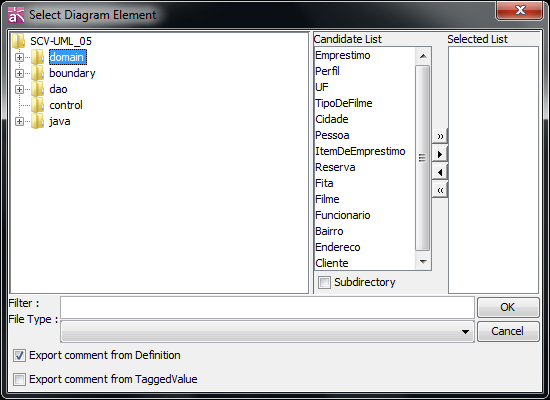 Select Diagram Element
SCV-UML_05
domain
boundary
dao
control
java
Candidate List
Emprestimo
Perfil
UF
TipoDeFilme
Cidade
Pessoa
ItemDeEmprestimo
Reserva
Fita
Filme
Funcionario
Bairro
Endereco
Cliente
Subdirectory
Selected List
Filter :
OK
File Type :
Cancel
Export comment from Definition
Export comment from TaggedValue